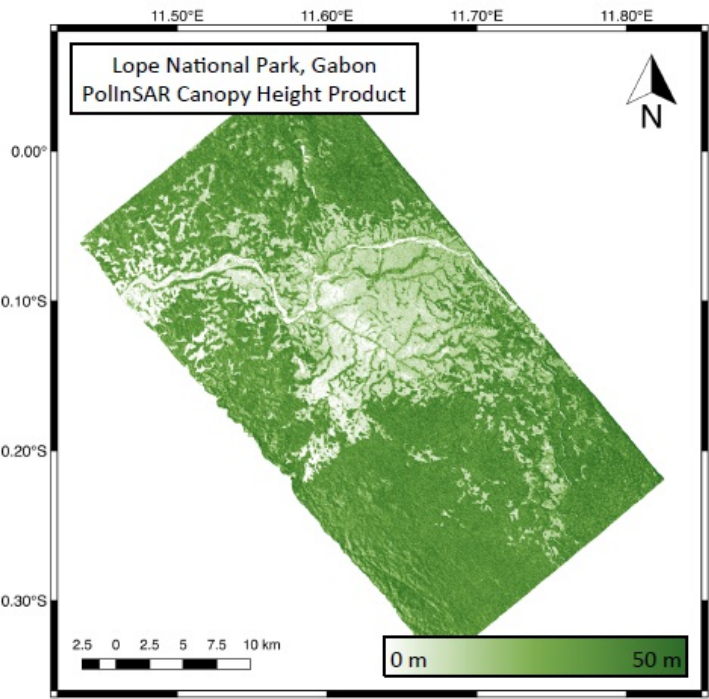 11.50°E 11.60°E 11.70°E 11.80°E
Lope National Park, Gabon
PolInSAR Canopy Height Product
N
0.00°
0.10°S
0.20°S
0.30°S
2.5 0 2.5 5 7.5 10 km
0 m 50 m